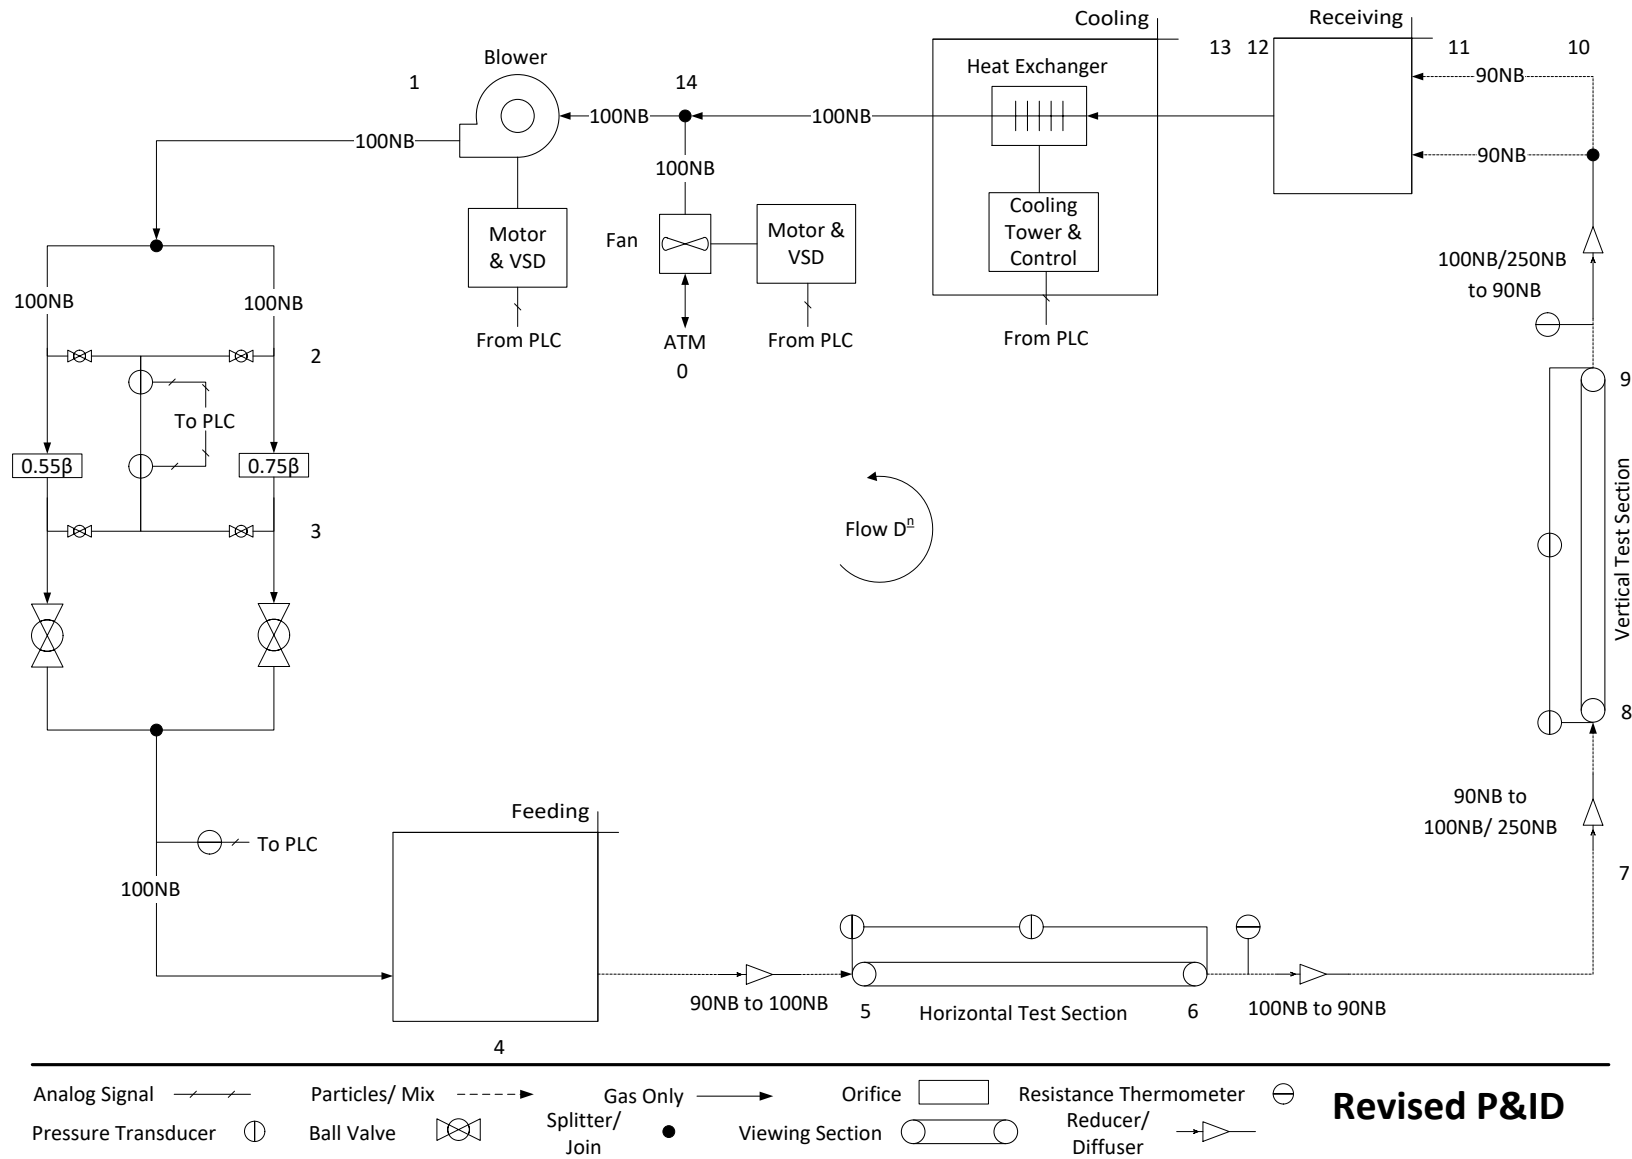 Cooling
Receiving
Blower
1
14
13
12
11
10
Heat Exchanger
90NB
100NB
100NB
100NB
100NB
90NB
100NB
Motor
& VSD
Fan
Motor &
VSD
Cooling
Tower &
Control
100NB/250NB
to 90NB
100NB
100NB
From PLC
ATM
0
From PLC
From PLC
2
9
To PLC
0.55β
0.75β
3
Flow Dⁿ
Vertical Test Section
8
90NB to
100NB/ 250NB
Feeding
To PLC
7
100NB
90NB to 100NB
5
Horizontal Test Section
6
100NB to 90NB
4
Analog Signal
Particles/ Mix
Gas Only
Orifice
Resistance Thermometer
Revised P&ID
Pressure Transducer
Ball Valve
Splitter/
Join
Viewing Section
Reducer/
Diffuser